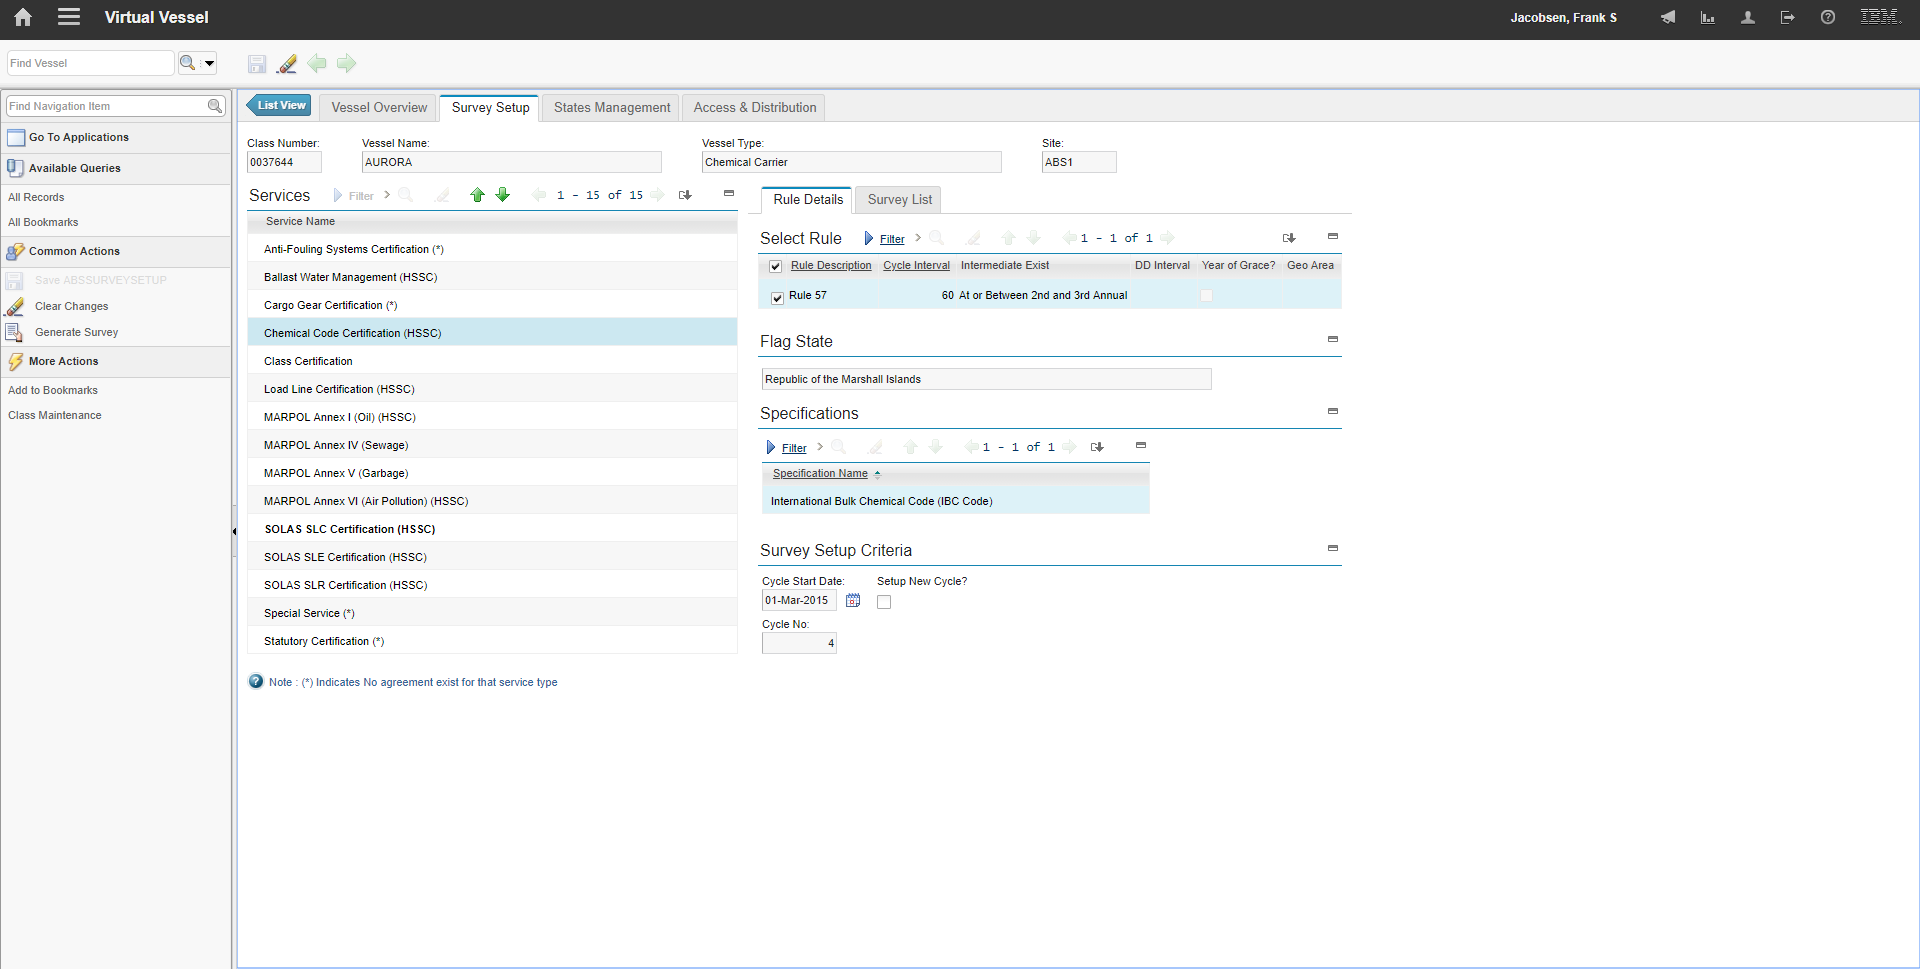 Virtual Vessel
Jacobsen, Frank S
IBM.
Find Vessel
Find Navigation Item
Go To Applications
Available Queries
All Records
All Bookmarks
Common Actions
Save ABSSURVEYSETUP
Clear Changes
Generate Survey
More Actions
Add to Bookmarks
Class Maintenance
List View
Vessel Overview
Survey Setup
States Management
Access & Distribution
Class Number: Vessel Name: Vessel Type: Site:
0037644 AURORA Chemical Carrier ABS1
Services Filter 1 - 15 of 15
Service Name
Anti-Fouling Systems Certification (*)
Ballast Water Management (HSSC)
Cargo Gear Certification (*)
Chemical Code Certification (HSSC)
Class Certification
Load Line Certification (HSSC)
MARPOL Annex I (Oil) (HSSC)
MARPOL Annex IV (Sewage)
MARPOL Annex V (Garbage)
MARPOL Annex VI (Air Pollution) (HSSC)
SOLAS SLC Certification (HSSC)
SOLAS SLE Certification (HSSC)
SOLAS SLR Certification (HSSC)
Special Service (*)
Statutory Certification (*)
Note : (*) Indicates No agreement exist for that service type
Rule Details Survey List
Select Rule Filter 1 - 1 of 1
Rule Description Cycle Interval Intermediate Exist DD Interval Year of Grace? Geo Area
Rule 57 60 At or Between 2nd and 3rd Annual
Flag State
Republic of the Marshall Islands
Specifications
Filter 1 - 1 of 1
Specification Name
International Bulk Chemical Code (IBC Code)
Survey Setup Criteria
Cycle Start Date: Setup New Cycle?
01-Mar-2015
Cycle No:
4